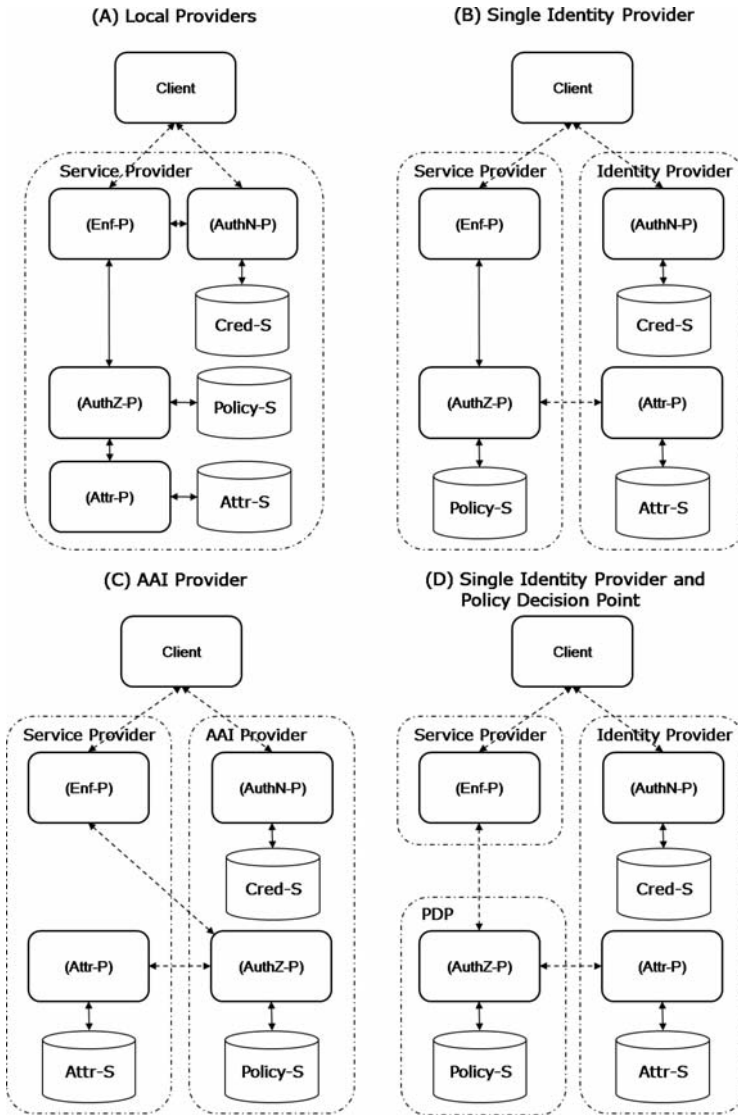 (A) Local Providers
Client
Service Provider
(Enf-P)
(AuthN-P)
Cred-S
(AuthZ-P)
Policy-S
(Attr-P)
Attr-S
(B) Single Identity Provider
Client
Service Provider
Identity Provider
(Enf-P)
(AuthN-P)
Cred-S
(AuthZ-P)
(Attr-P)
Policy-S
Attr-S
(C) AAI Provider
Client
Service Provider
AAI Provider
(Enf-P)
(AuthN-P)
Cred-S
(Attr-P)
(AuthZ-P)
Attr-S
Policy-S
(D) Single Identity Provider and
Policy Decision Point
Client
Service Provider
Identity Provider
(Enf-P)
(AuthN-P)
Cred-S
PDP
(AuthZ-P)
(Attr-P)
Policy-S
Attr-S